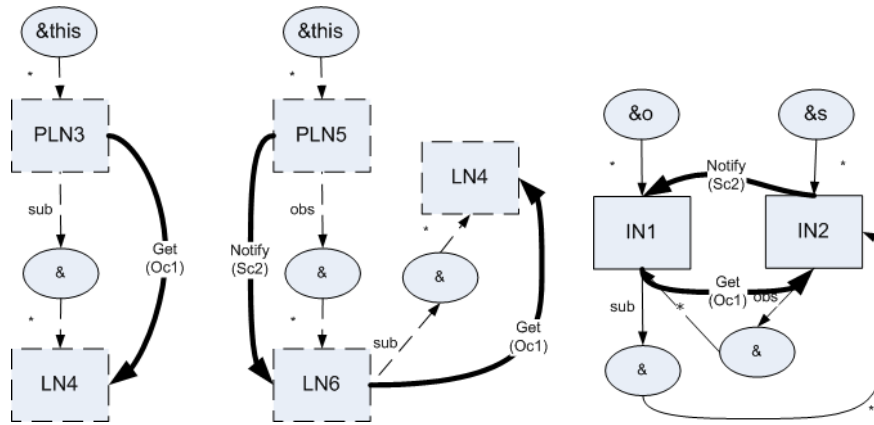 &this
*
PLN3
sub
Get
(Oc1)
&
*
LN4
&this
*
PLN5
obs
Notify
(Sc2)
&
*
LN6
sub
&
*
LN4
Get
(Oc1)
&o
*
&s
*
Notify
(Sc2)
IN1
IN2
Get
(Oc1)
sub
obs
*
&
&
*